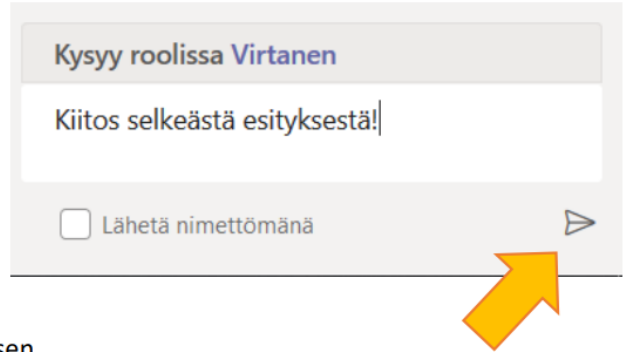 Kysyy roolissa Virtanen
Kiitos selkeästä esityksestä!
Lähetä nimettömänä